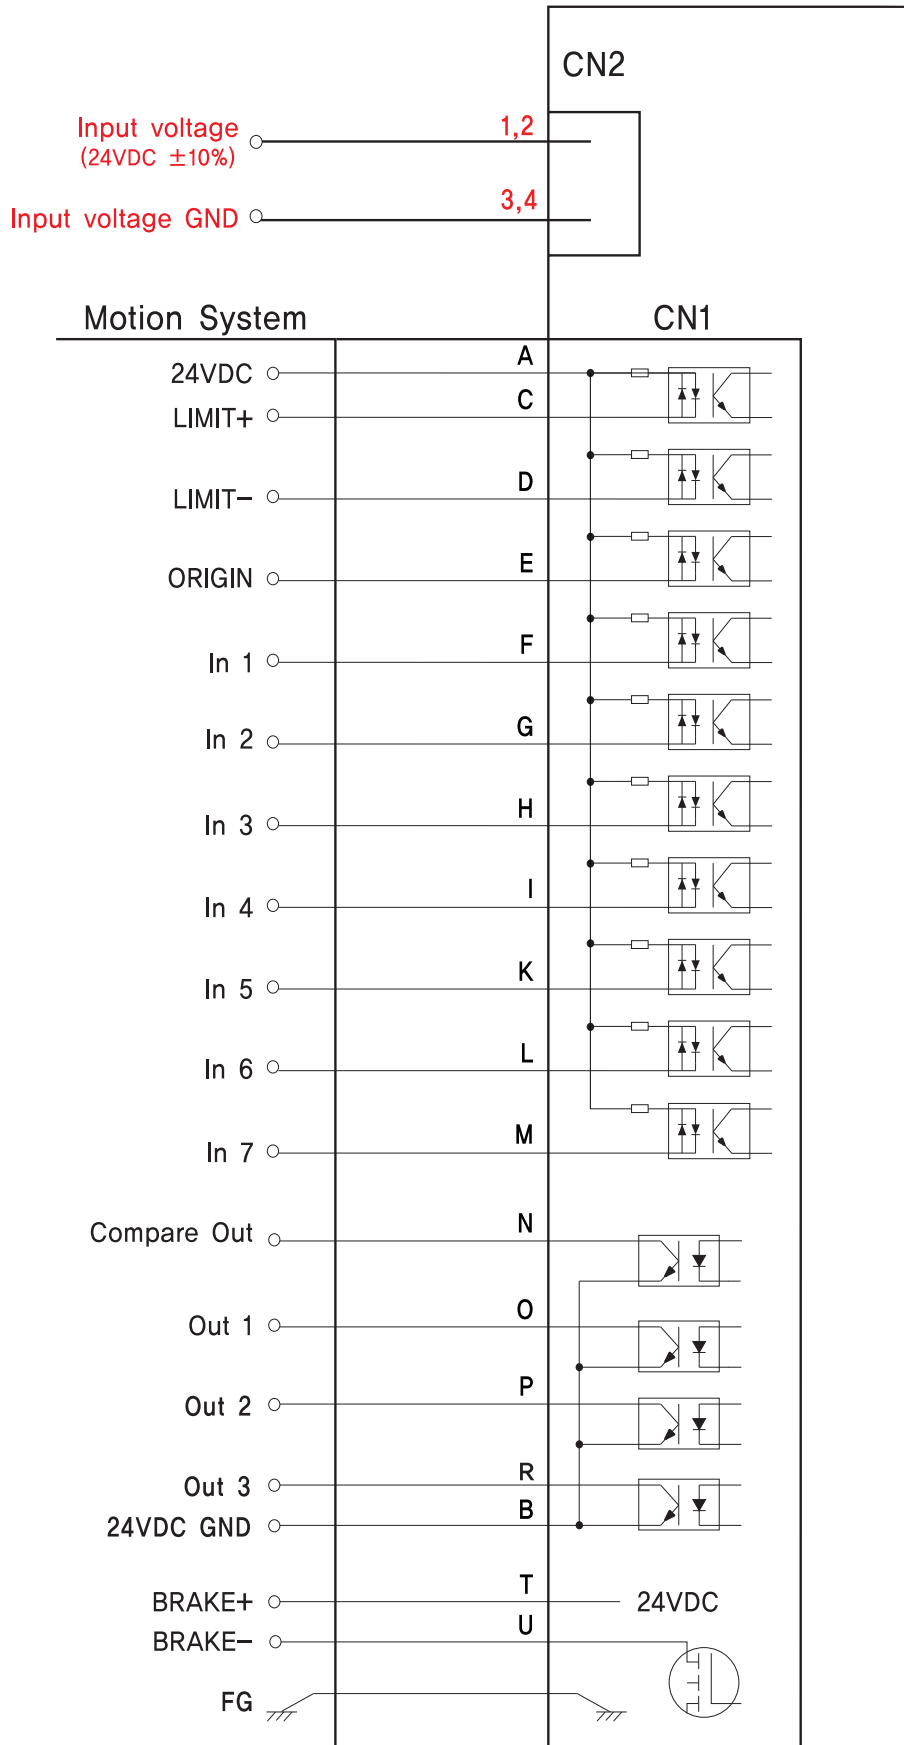 CN2
Input voltage 1,2
(24VDC ±10%)
Input voltage GND 3,4
Motion System CN1
24VDC A
LIMIT+ C
LIMIT− D
ORIGIN E
In 1 F
In 2 G
In 3 H
In 4 I
In 5 K
In 6 L
In 7 M
Compare Out N
Out 1 O
Out 2 P
Out 3 R
24VDC GND B
BRAKE+ T 24VDC
BRAKE− U
FG